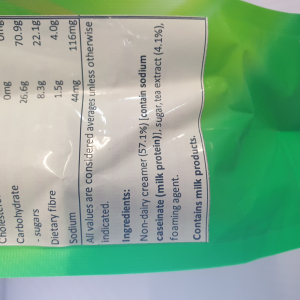 0mg
Carbohydrate 26.6g 70.9g
- sugars 8.3g 22.1g
Dietary fibre 1.5g 4.0g
Sodium 44mg 116mg
All values are considered averages unless otherwise
indicated.
Ingredients:
Non-dairy creamer (57.1%) [contain sodium
caseinate (milk protein)], sugar, tea extract (4.1%),
foaming agent.
Contains milk products.